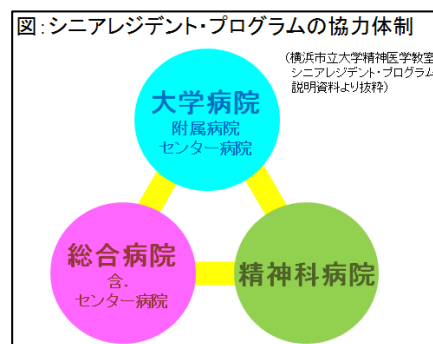 図：シニアレジデント・プログラムの協力体制
（横浜市立大学精神医学教室
シニアレジデント・プログラム
説明資料より抜粋）
大学病院
附属病院
センター病院
総合病院
含．
センター病院
精神科病院